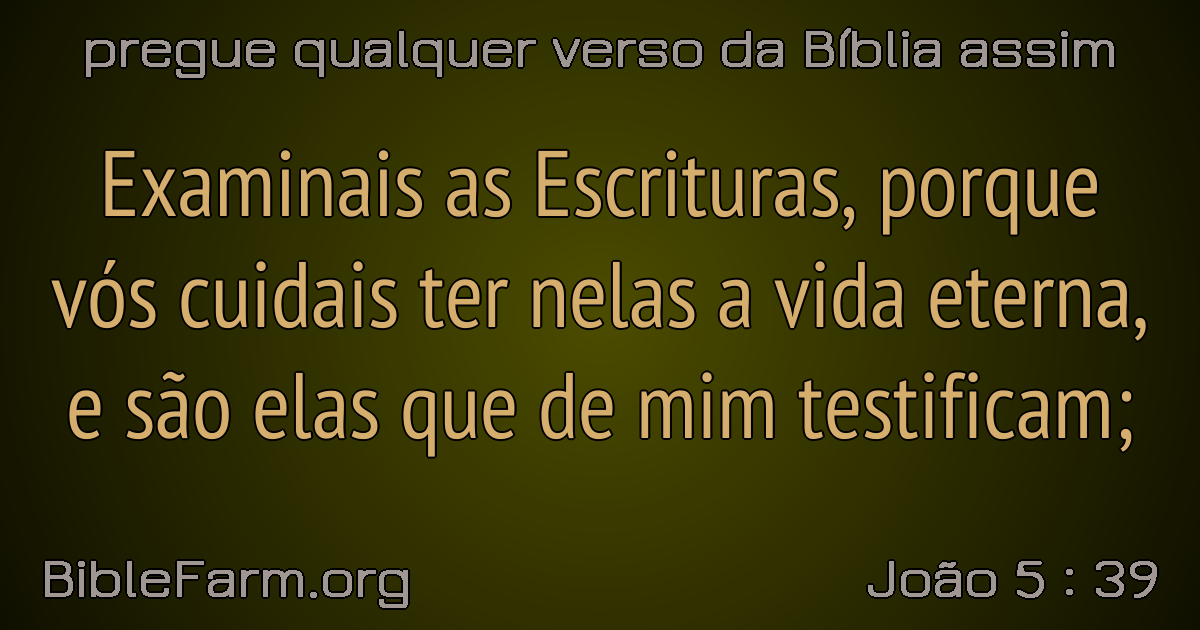 pregue qualquer verso da Bíblia assim
Examinais as Escrituras, porque
vós cuidais ter nelas a vida eterna,
e são elas que de mim testificam;
BibleFarm.org
João 5 : 39